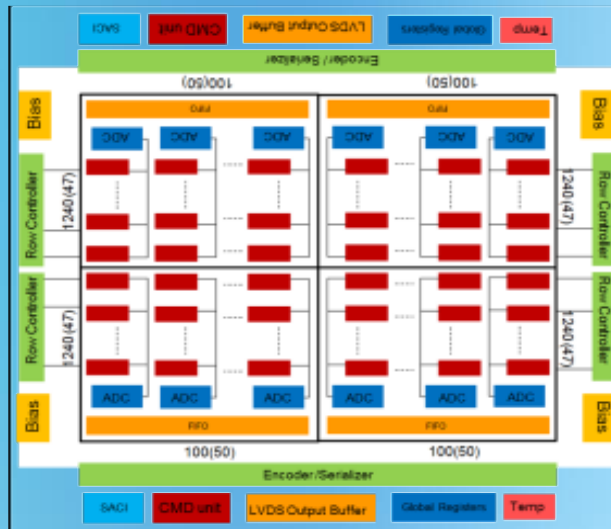 SACI CMD unit LVDS Output Buffer Global Registers Temp
Encoder/Serializer
100(50) 100(50)
Bias FIFO FIFO Bias
ADC ADC ADC ADC ADC ADC
Row Controller 1240(47) 1240(47) Row Controller
Row Controller 1240(47) 1240(47) Row Controller
ADC ADC ADC ADC ADC ADC
Bias FIFO FIFO Bias
100(50) 100(50)
Encoder/Serializer
SACI CMD unit LVDS Output Buffer Global Registers Temp